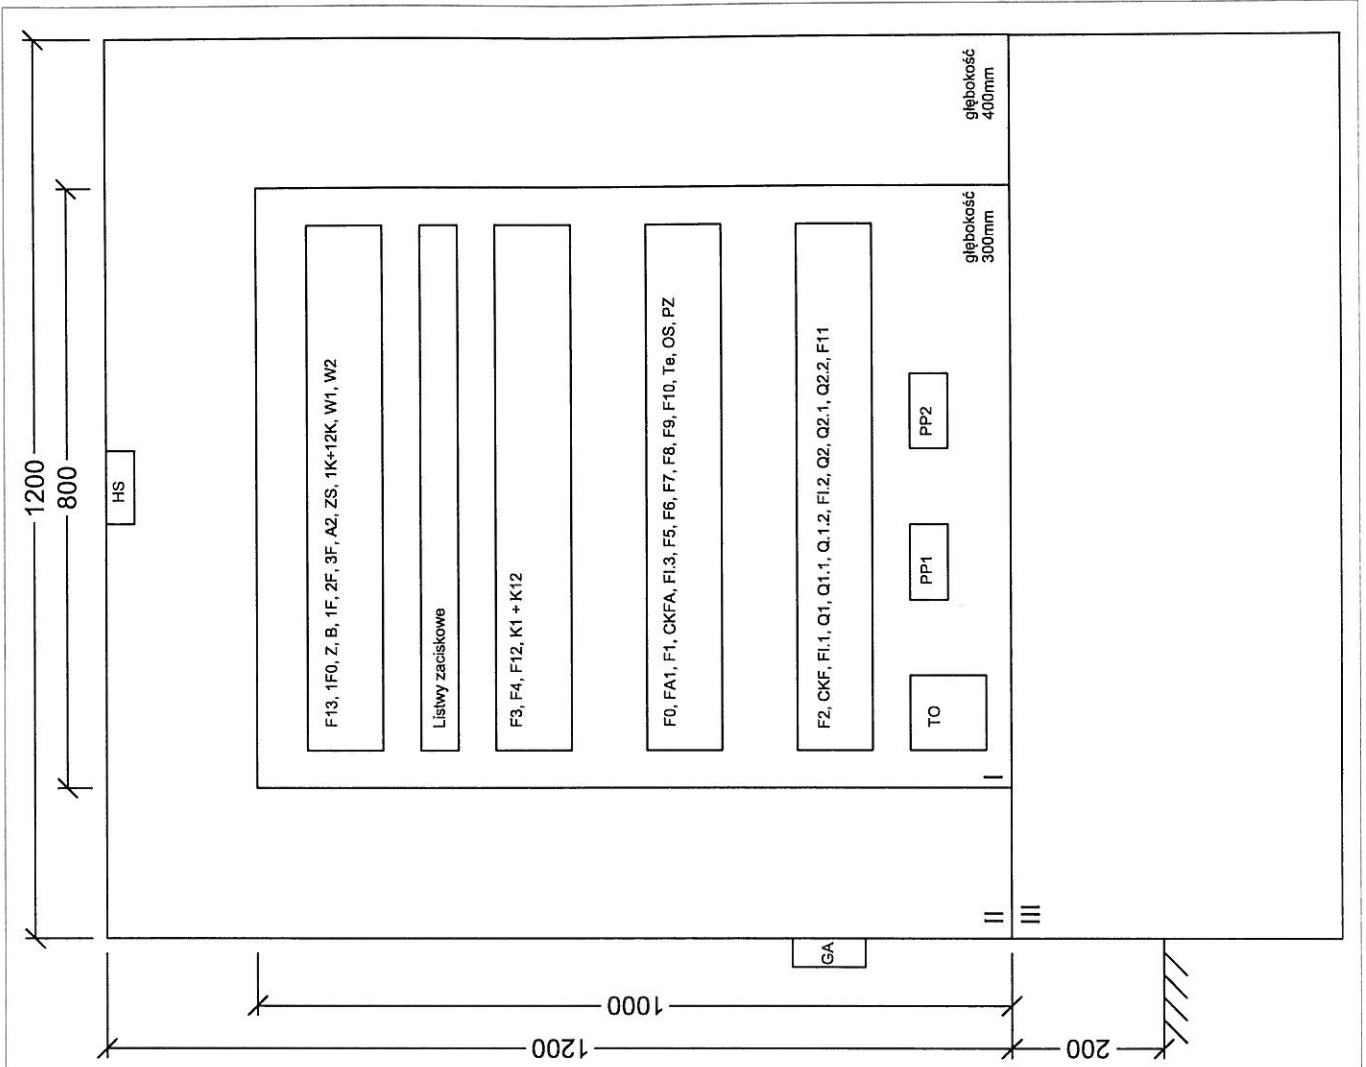 1200
800
HS
głębokość
400mm
głębokość
300mm
F13, 1F0, Z, B, 1F, 2F, 3F, A2, ZS, 1K+12K, W1, W2
Listwy zaciskowe
F3, F4, F12, K1 + K12
F0, FA1, F1, CKFA, FI.3, F5, F6, F7, F8, F9, F10, Te, OS, PZ
F2, CKF, FI.1, Q1, Q1.1, Q.1.2, FI.2, Q2, Q2.1, Q2.2, F11
TO
PP1
PP2
I
II
III
GA
1000
1200
200